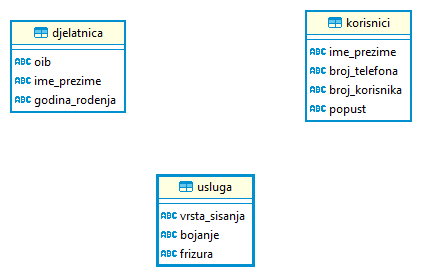 djelatnica
ABC oib
ABC ime_prezime
ABC godina_rodenja
korisnici
ABC ime_prezime
ABC broj_telefona
ABC broj_korisnika
ABC popust
usluga
ABC vrsta_sisanja
ABC bojanje
ABC frizura